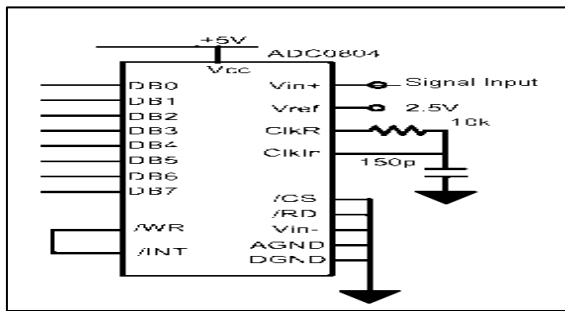 +5V
ADC0804
Vcc
DB0
DB1
DB2
DB3
DB4
DB5
DB6
DB7
/WR
/INT
Vin+
Vref
ClkR
ClkIn
/CS
/RD
Vin-
AGND
DGND
Signal Input
2.5V
10k
150p